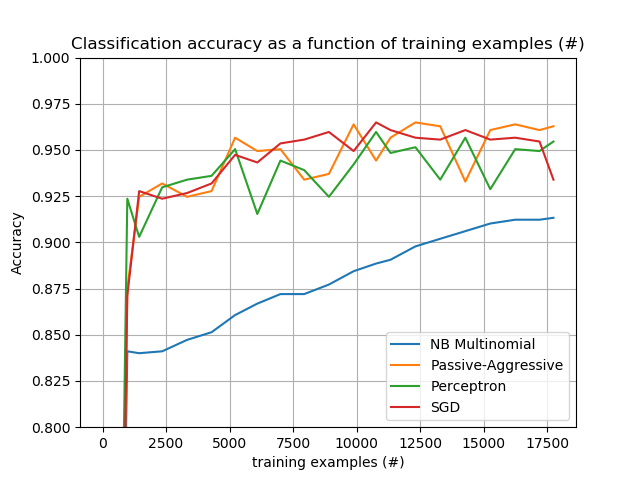 Classification accuracy as a function of training examples (#)
1.000
0.975
0.950
0.925
0.900
0.875
0.850
0.825
0.800
Accuracy
NB Multinomial
Passive-Aggressive
Perceptron
SGD
0 2500 5000 7500 10000 12500 15000 17500
training examples (#)